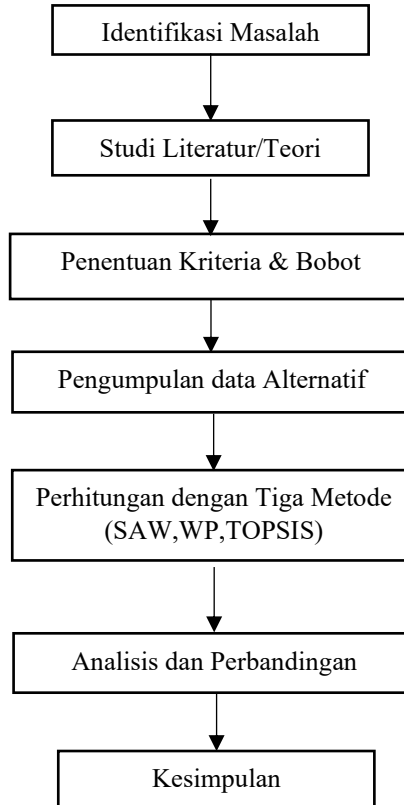 Identifikasi Masalah
Studi Literatur/Teori
Penentuan Kriteria & Bobot
Pengumpulan data Alternatif
Perhitungan dengan Tiga Metode
(SAW,WP,TOPSIS)
Analisis dan Perbandingan
Kesimpulan